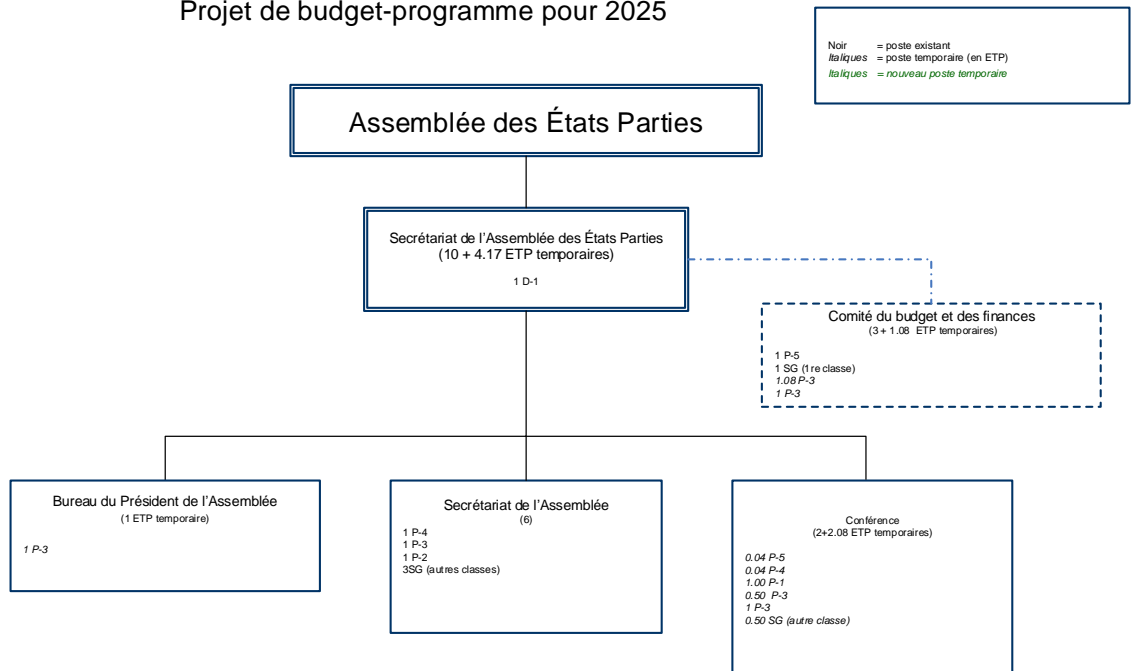 Projet de budget-programme pour 2025
Noir = poste existant
Italiques = poste temporaire (en ETP)
Italiques = nouveau poste temporaire
Assemblée des États Parties
Secrétariat de l’Assemblée des États Parties
(10 + 4.17 ETP temporaires)
1 D-1
Comité du budget et des finances
(3 + 1.08 ETP temporaires)
1 P-5
1 SG (1re classe)
1.08 P-3
1 P-3
Bureau du Président de l’Assemblée
(1 ETP temporaire)
1 P-3
Secrétariat de l’Assemblée
(6)
1 P-4
1 P-3
1 P-2
3SG (autres classes)
Conférence
(2+2.08 ETP temporaires)
0.04 P-5
0.04 P-4
1.00 P-1
0.50 P-3
1 P-3
0.50 SG (autre classe)